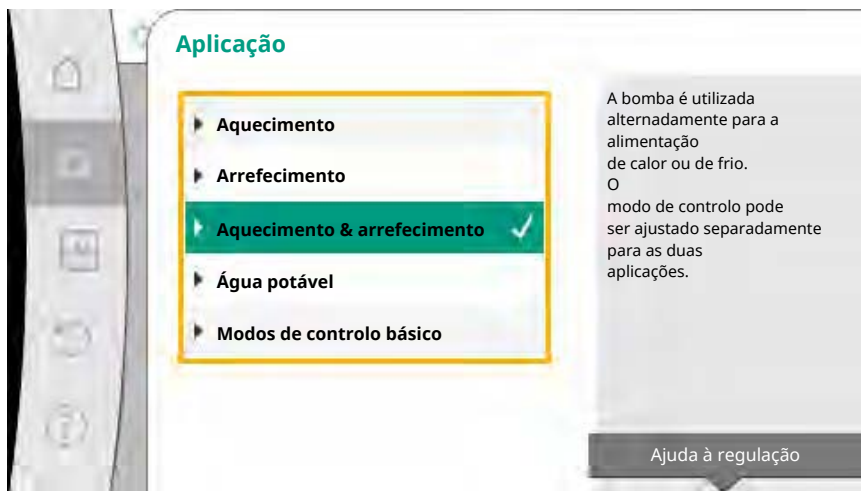 Aplicação
Aquecimento
Arrefecimento
Aquecimento & arrefecimento
Água potável
Modos de controlo básico
A bomba é utilizada
alternadamente para a
alimentação
de calor ou de frio.
O
modo de controlo pode
ser ajustado separadamente
para as duas
aplicações.
Ajuda à regulação